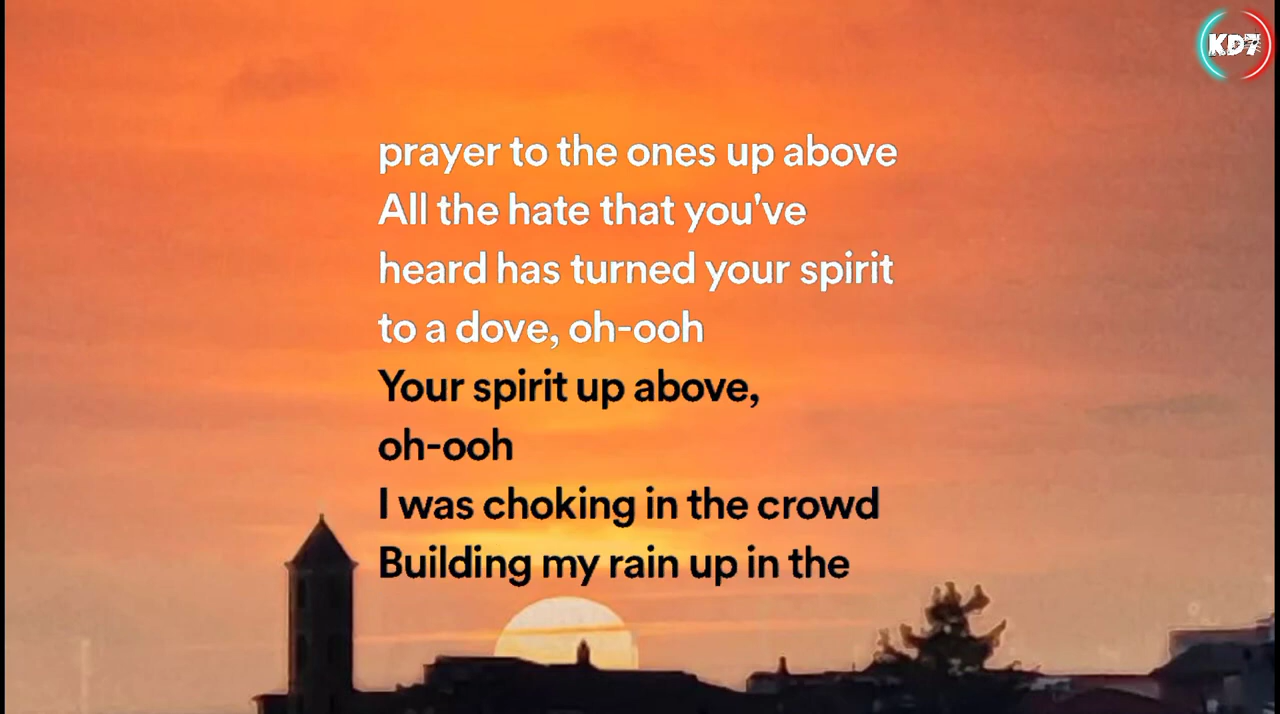 KD7
prayer to the ones up above
All the hate that you've
heard has turned your spirit
to a dove, oh-ooh
Your spirit up above,
oh-ooh
I was choking in the crowd
Building my rain up in the